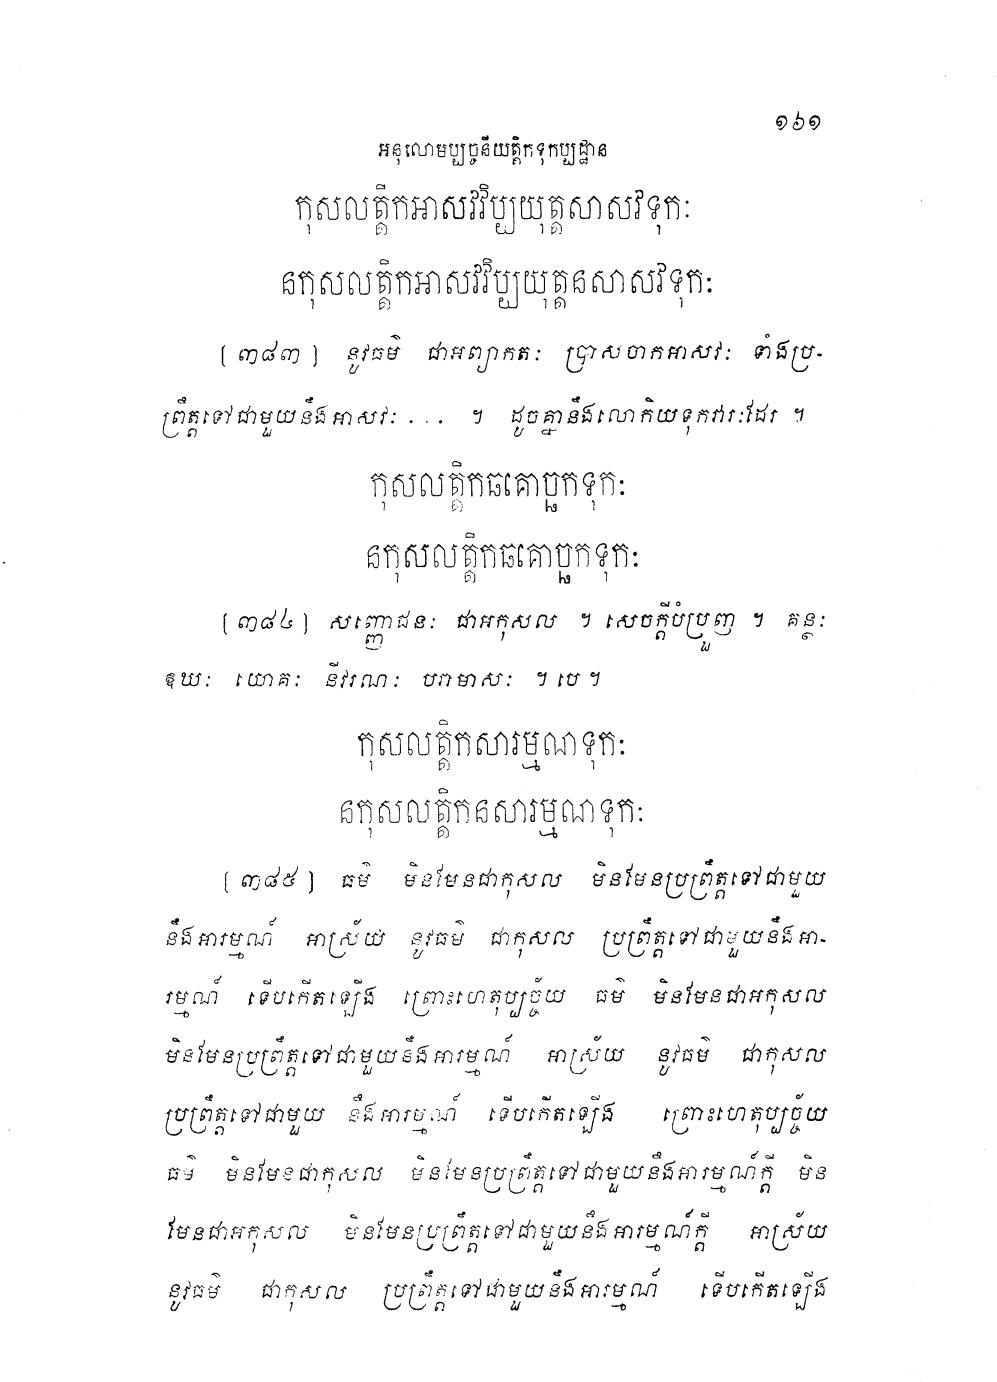 ១៦១
អនុលោមប្បច្ចនីយត្តិកទុកប្បដ្ឋាន
កុសលត្តិកអាសវវិប្បយុត្តសាសវទុកៈ
នកុសលត្តិកអាសវវិប្បយុត្តនសាសវទុកៈ
[៣៨៣] នូវធម៌ ជាអព្យាកតៈ ប្រាសចាកអាសវៈ ទាំងប្រ-
ព្រឹត្តទៅជាមួយនឹងអាសវៈ ... ។ ដូចគ្នានឹងលោកិយទុកវារៈដែរ ។
កុសលត្តិកឆគោច្ឆកទុកៈ
នកុសលត្តិកឆគោច្ឆកទុកៈ
[៣៨៤] សញ្ញោជនៈ ជាអកុសល ។ សេចក្តីបំប្រួញ ។ គន្ថៈ
ឱឃៈ យោគៈ នីវរណៈ បរាមាសៈ ។ បេ ។
កុសលត្តិកសារម្មណទុកៈ
នកុសលត្តិកនសារម្មណទុកៈ
[៣៨៥] ធម៌ មិនមែនជាកុសល មិនមែនប្រព្រឹត្តទៅជាមួយ
នឹងអារម្មណ៍ អាស្រ័យ នូវធម៌ ជាកុសល ប្រព្រឹត្តទៅជាមួយនឹងអា-
រម្មណ៍ ទើបកើតឡើង ព្រោះហេតុប្បច្ច័យ ធម៌ មិនមែនជាអកុសល
មិនមែនប្រព្រឹត្តទៅជាមួយនឹងអារម្មណ៍ អាស្រ័យ នូវធម៌ ជាកុសល
ប្រព្រឹត្តទៅជាមួយ នឹងអារម្មណ៍ ទើបកើតឡើង ព្រោះហេតុប្បច្ច័យ
ធម៌ មិនមែនជាកុសល មិនមែនប្រព្រឹត្តទៅជាមួយនឹងអារម្មណ៍ក្តី មិន
មែនជាអកុសល មិនមែនប្រព្រឹត្តទៅជាមួយនឹងអារម្មណ៍ក្តី អាស្រ័យ
នូវធម៌ ជាកុសល ប្រព្រឹត្តទៅជាមួយនឹងអារម្មណ៍ ទើបកើតឡើង